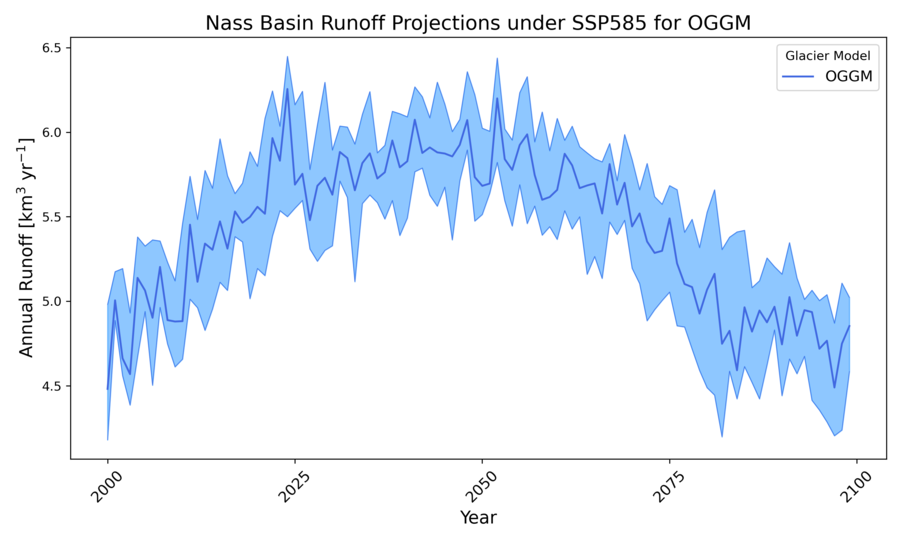 Nass Basin Runoff Projections under SSP585 for OGGM
Glacier Model
OGGM
Annual Runoff [km³ yr⁻¹]
6.5
6.0
5.5
5.0
4.5
2000 2025 2050 2075 2100
Year